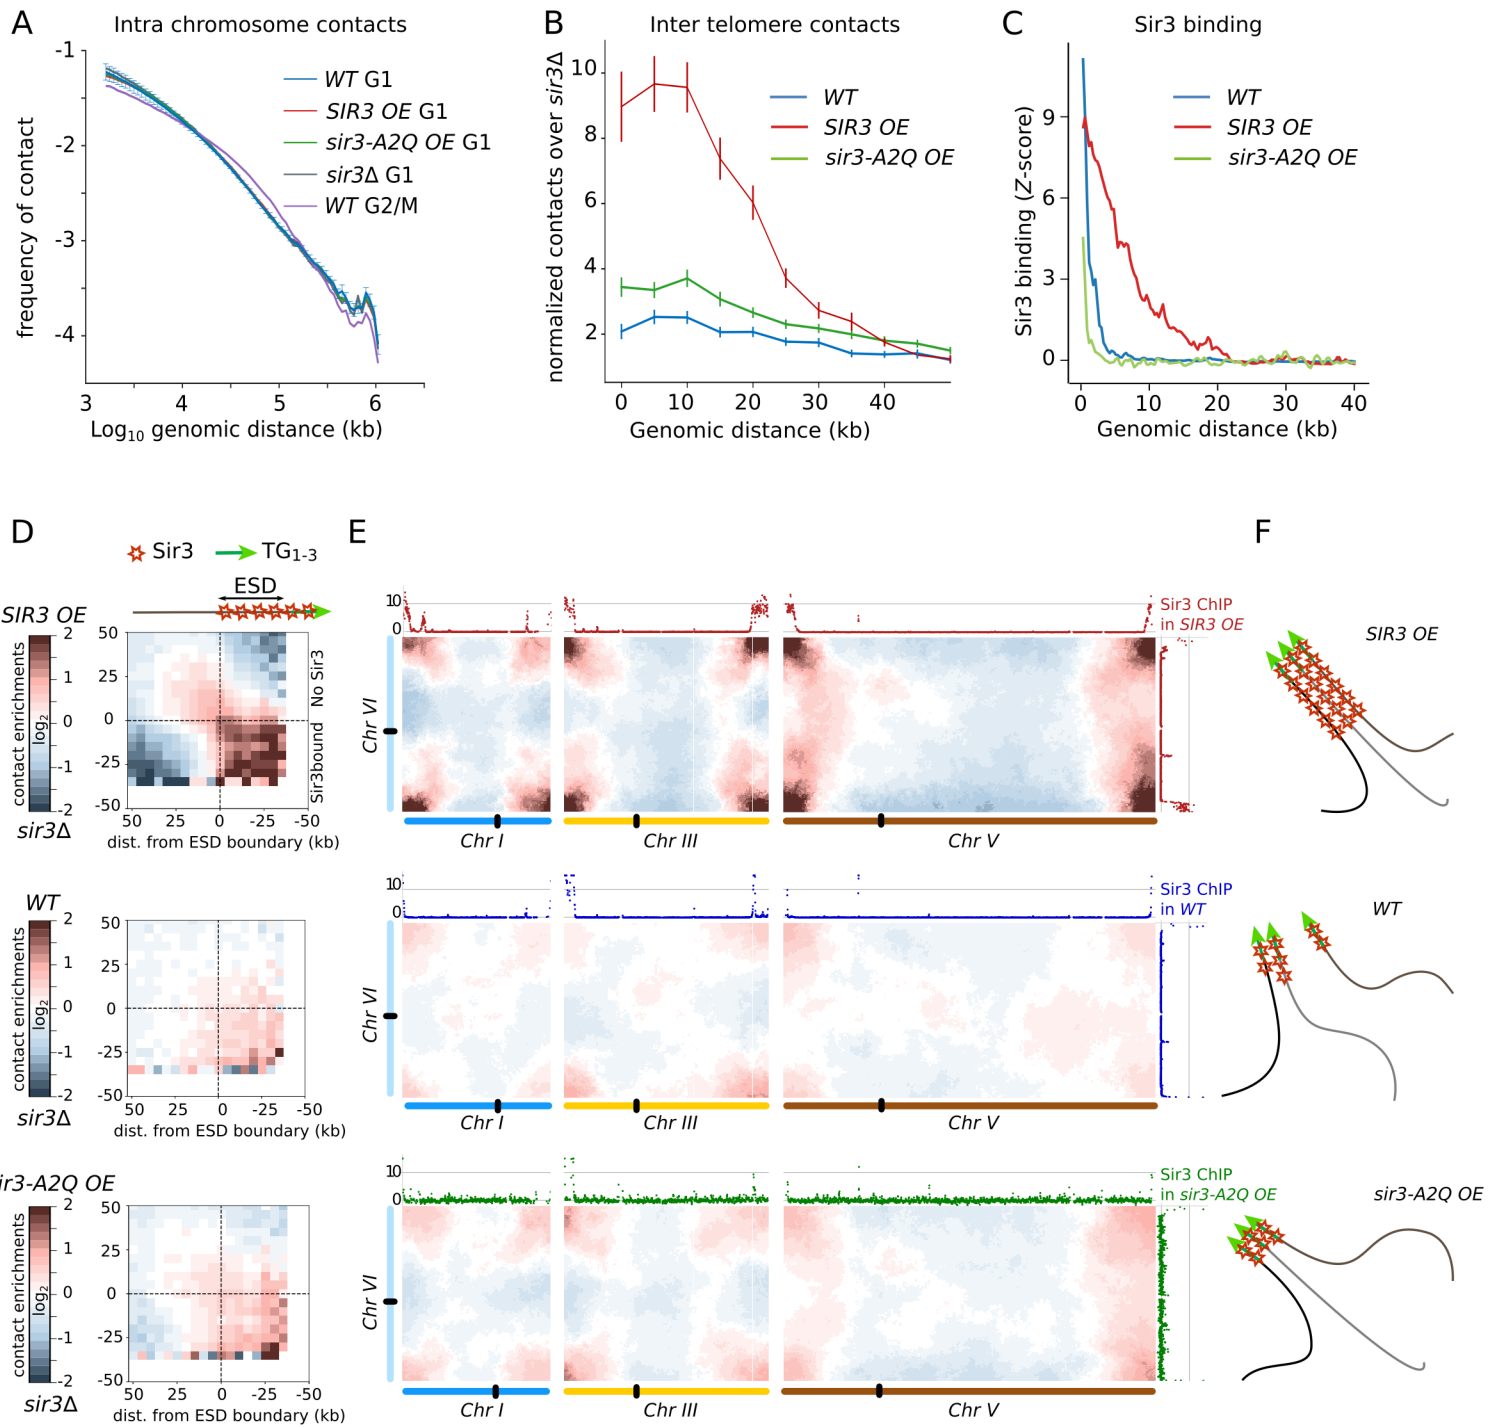 A
Intra chromosome contacts
frequency of contact
-1
-2
-3
-4
3
4
5
6
Log10 genomic distance (kb)
WT G1
SIR3 OE G1
sir3-A2Q OE G1
sir3Δ G1
WT G2/M
B
Inter telomere contacts
normalized contacts over sir3Δ
10
8
6
4
2
0
10
20
30
40
Genomic distance (kb)
WT
SIR3 OE
sir3-A2Q OE
C
Sir3 binding
Sir3 binding (Z-score)
9
6
3
0
0
10
20
30
40
Genomic distance (kb)
WT
SIR3 OE
sir3-A2Q OE
D
Sir3
TG1-3
ESD
SIR3 OE
contact enrichments
log2
2
1
0
-1
-2
sir3Δ
50
25
0
-25
-50
50
25
0
-25
-50
No Sir3
Sir3bound
dist. from ESD boundary (kb)
WT
contact enrichments
log2
2
1
0
-1
-2
sir3Δ
50
25
0
-25
-50
50
25
0
-25
-50
dist. from ESD boundary (kb)
ir3-A2Q OE
contact enrichments
log2
2
1
0
-1
-2
sir3Δ
50
25
0
-25
-50
50
25
0
-25
-50
dist. from ESD boundary (kb)
E
10
0
Sir3 ChIP
in SIR3 OE
Chr VI
Chr I
Chr III
Chr V
10
0
Sir3 ChIP
in WT
Chr VI
Chr I
Chr III
Chr V
10
0
Sir3 ChIP
in sir3-A2Q OE
Chr VI
Chr I
Chr III
Chr V
F
SIR3 OE
WT
sir3-A2Q OE